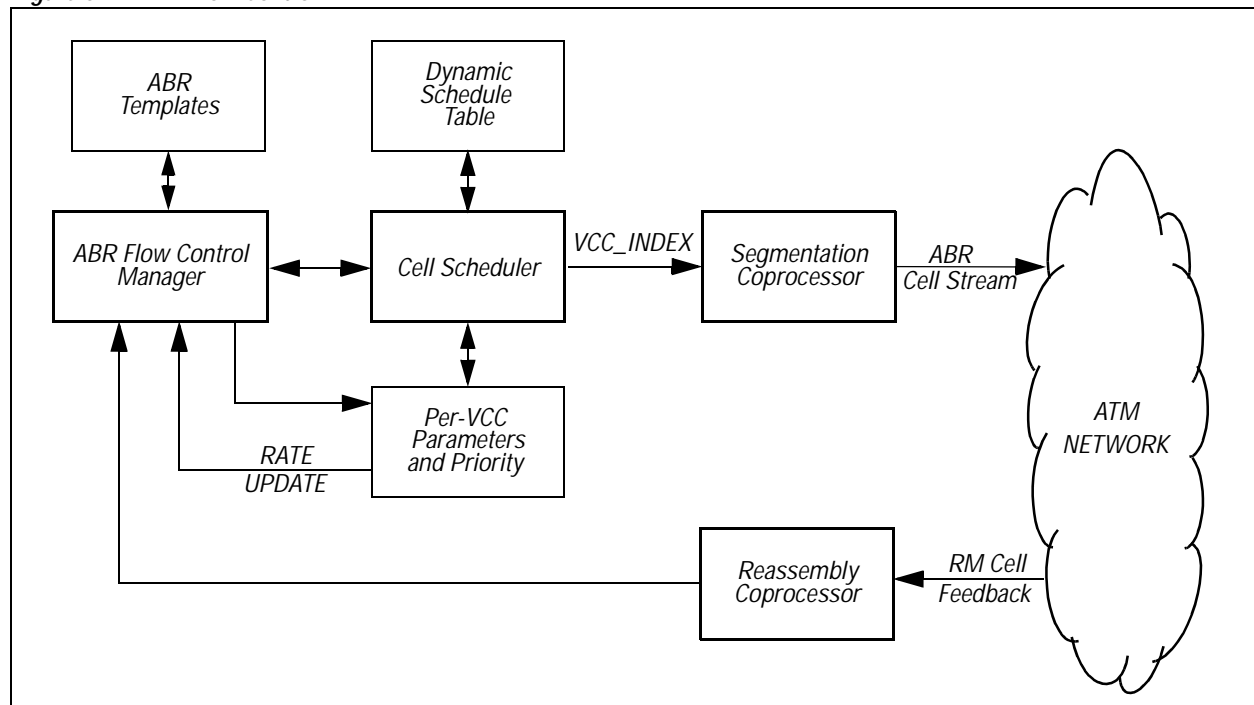 ABR
Templates
Dynamic
Schedule
Table
ABR Flow Control
Manager
Cell Scheduler
VCC_INDEX
Segmentation
Coprocessor
ABR
Cell Stream
Per-VCC
Parameters
and Priority
RATE
UPDATE
ATM
NETWORK
Reassembly
Coprocessor
RM Cell
Feedback